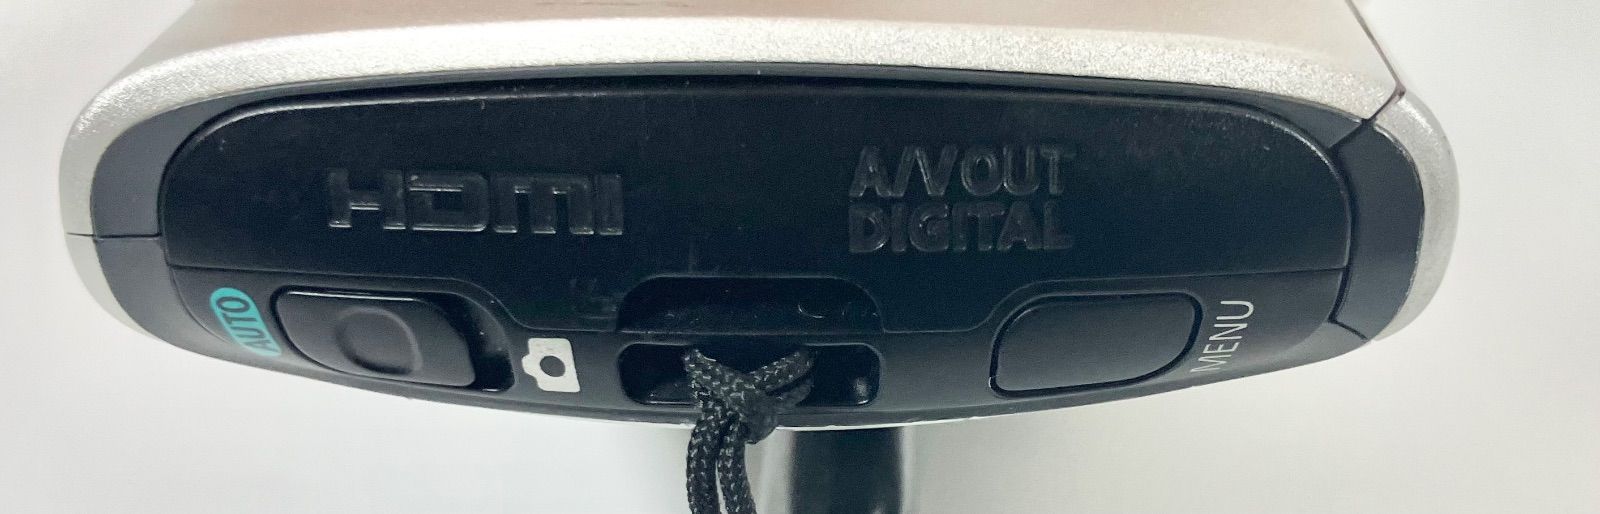 HDMI
A/V OUT
DIGITAL
AUTO
MENU